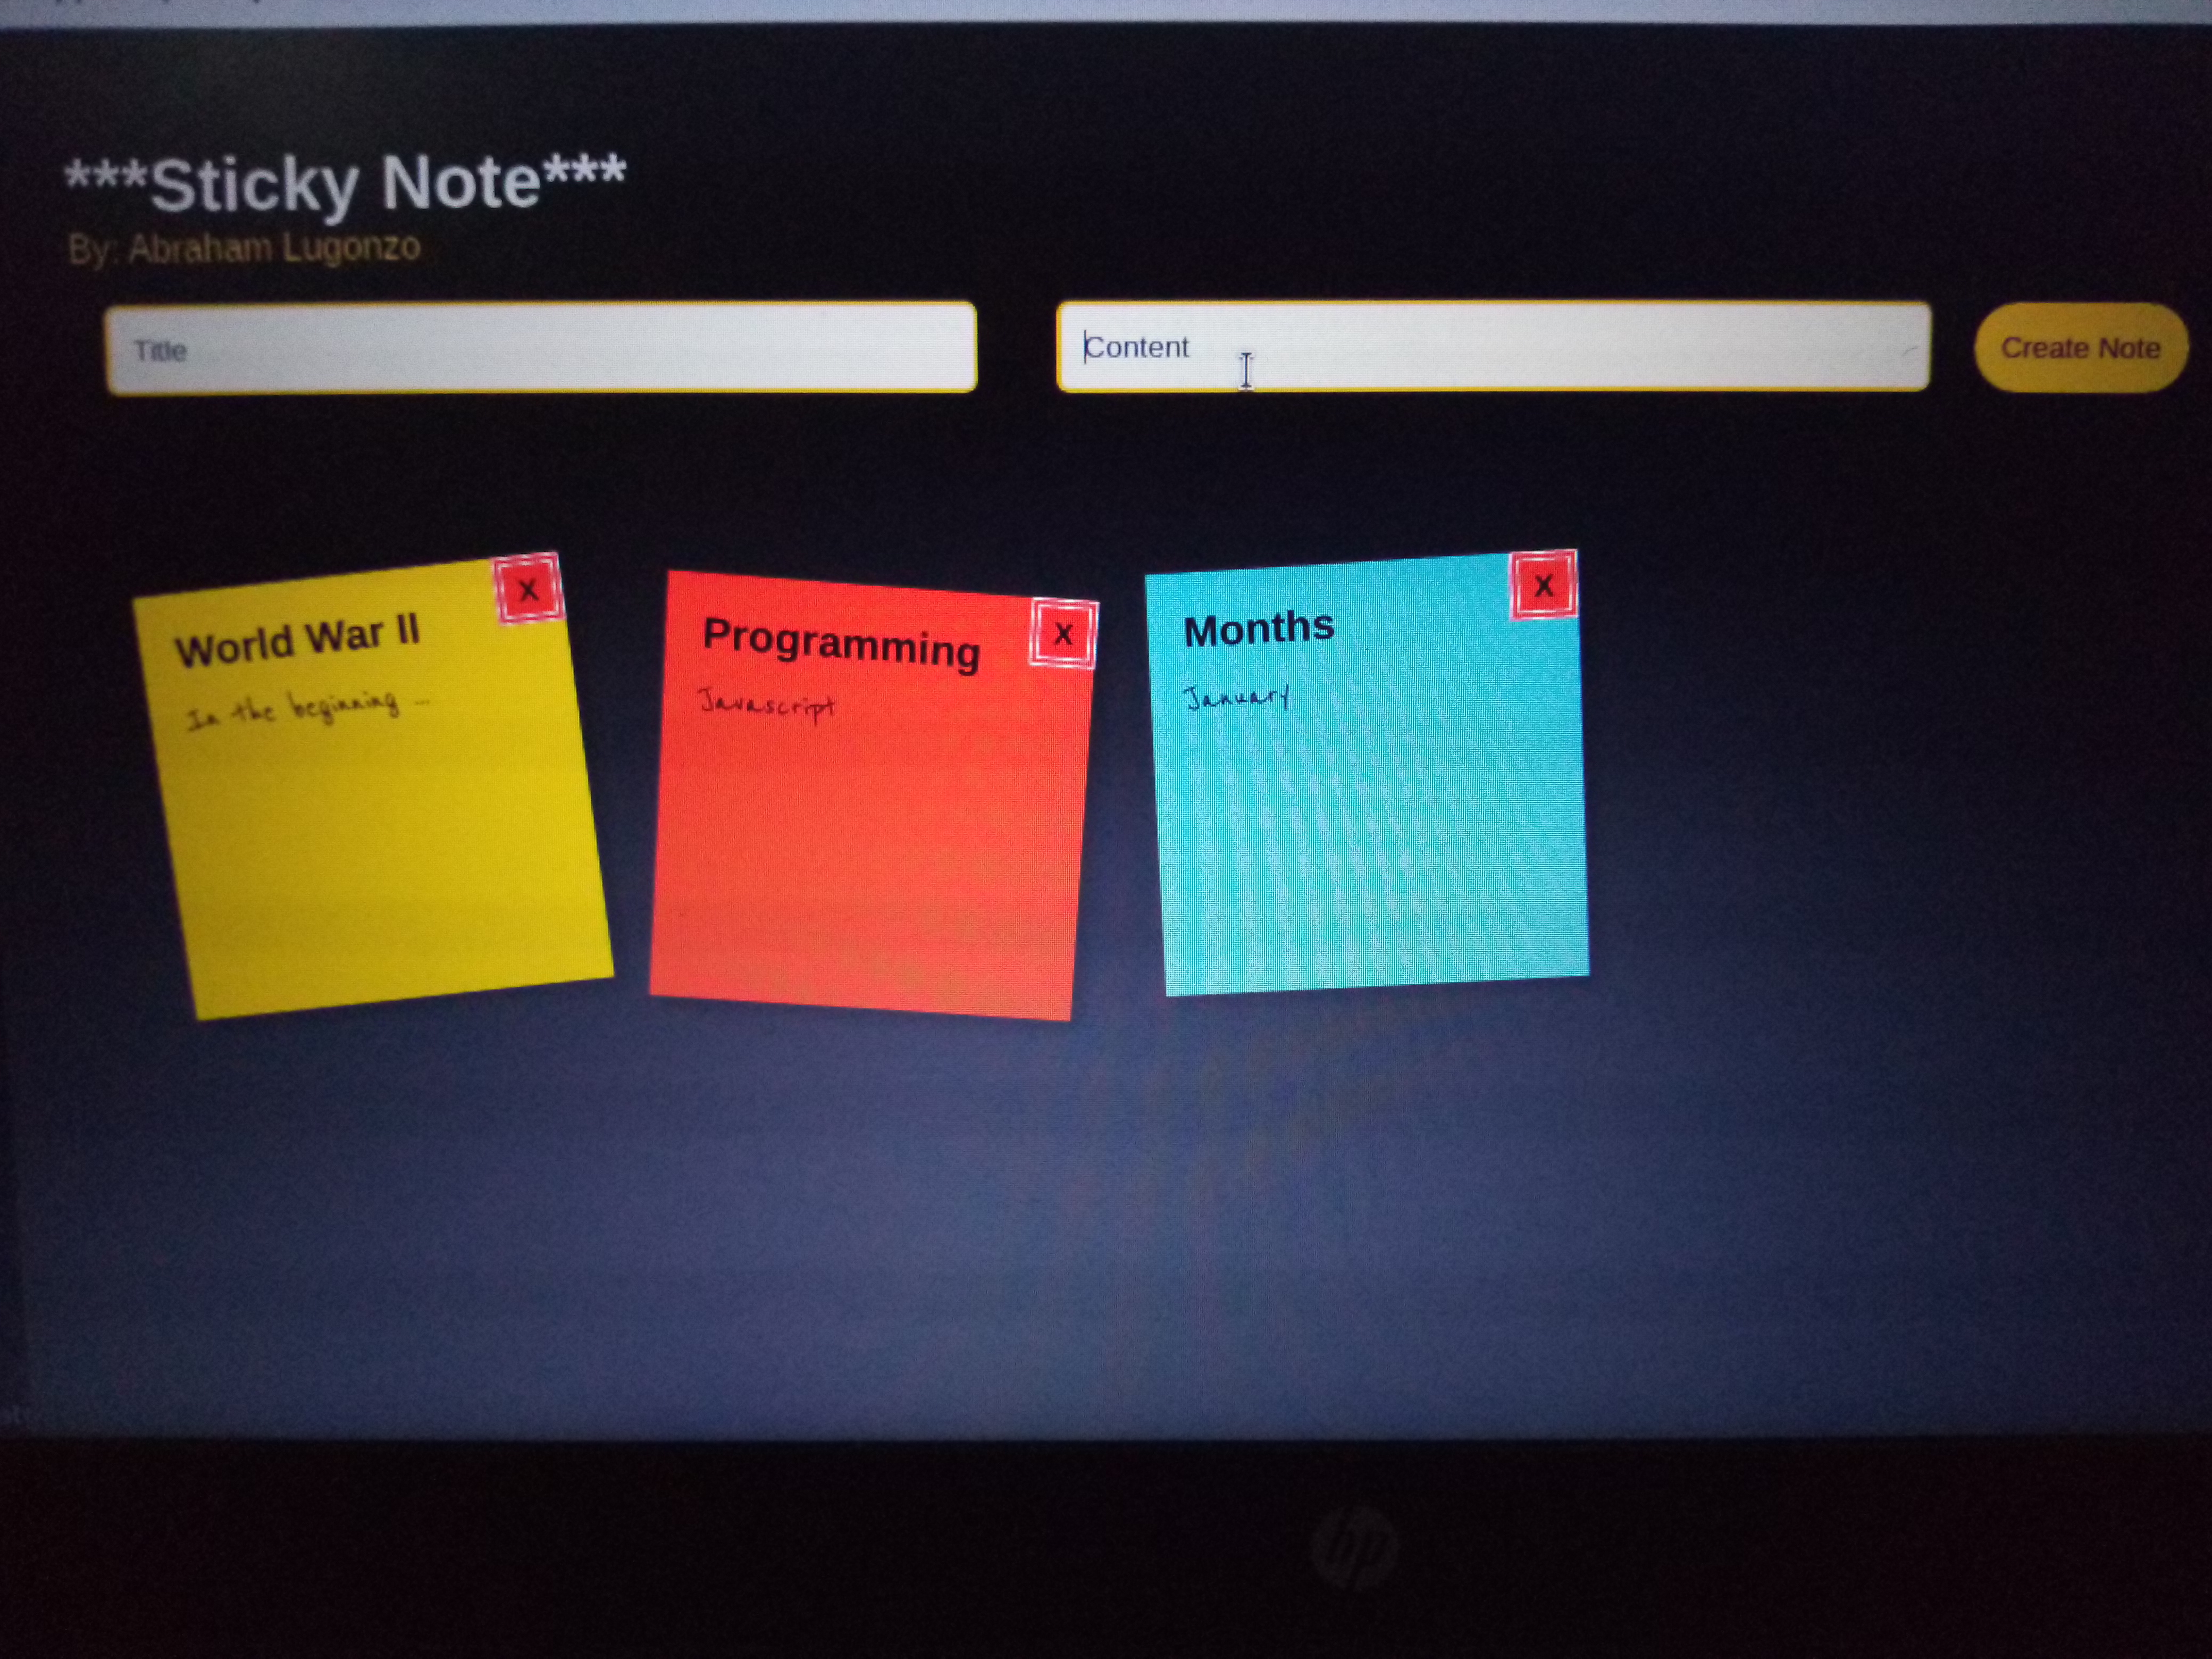 ***Sticky Note***
By: Abraham Lugonzo
Title
Content
Create Note
X
World War II
In the beginning ...
X
Programming
Javascript
X
Months
January
hp